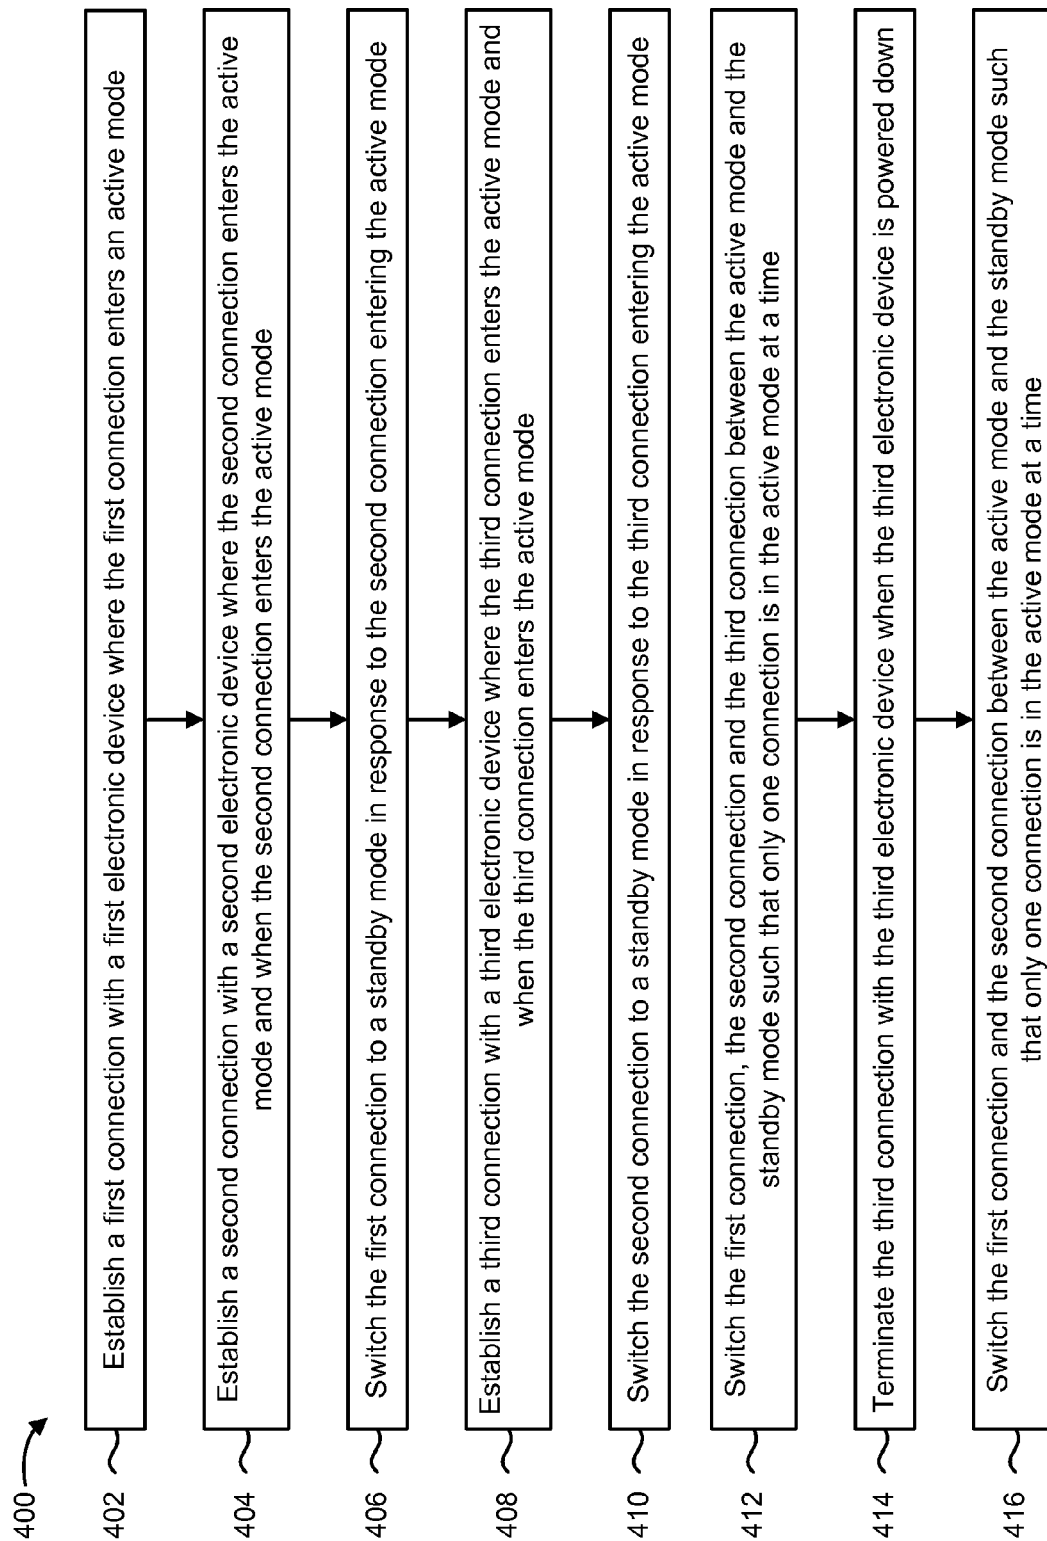 400
402
Establish a first connection with a first electronic device where the first connection enters an active mode
404
Establish a second connection with a second electronic device where the second connection enters the active
mode and when the second connection enters the active mode
406
Switch the first connection to a standby mode in response to the second connection entering the active mode
408
Establish a third connection with a third electronic device where the third connection enters the active mode and
when the third connection enters the active mode
410
Switch the second connection to a standby mode in response to the third connection entering the active mode
412
Switch the first connection, the second connection and the third connection between the active mode and the
standby mode such that only one connection is in the active mode at a time
414
Terminate the third connection with the third electronic device when the third electronic device is powered down
416
Switch the first connection and the second connection between the active mode and the standby mode such
that only one connection is in the active mode at a time